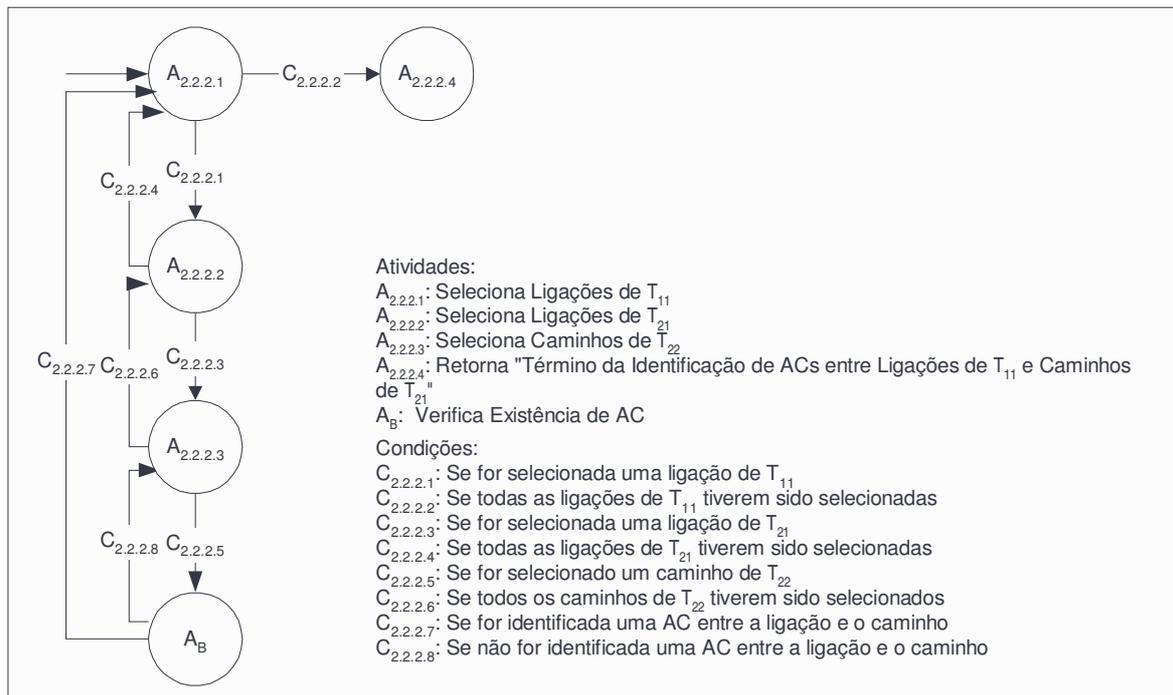 A2.2.2.1
C2.2.2.2
A2.2.2.4
C2.2.2.4
C2.2.2.1
A2.2.2.2
C2.2.2.7
C2.2.2.6
C2.2.2.3
A2.2.2.3
C2.2.2.8
C2.2.2.5
AB
Atividades:
A2.2.2.1: Seleciona Ligações de T11
A2.2.2.2: Seleciona Ligações de T21
A2.2.2.3: Seleciona Caminhos de T22
A2.2.2.4: Retorna "Término da Identificação de ACs entre Ligações de T11 e Caminhos
de T21"
AB: Verifica Existência de AC
Condições:
C2.2.2.1: Se for selecionada uma ligação de T11
C2.2.2.2: Se todas as ligações de T11 tiverem sido selecionadas
C2.2.2.3: Se for selecionada uma ligação de T21
C2.2.2.4: Se todas as ligações de T21 tiverem sido selecionadas
C2.2.2.5: Se for selecionado um caminho de T22
C2.2.2.6: Se todos os caminhos de T22 tiverem sido selecionados
C2.2.2.7: Se for identificada uma AC entre a ligação e o caminho
C2.2.2.8: Se não for identificada uma AC entre a ligação e o caminho